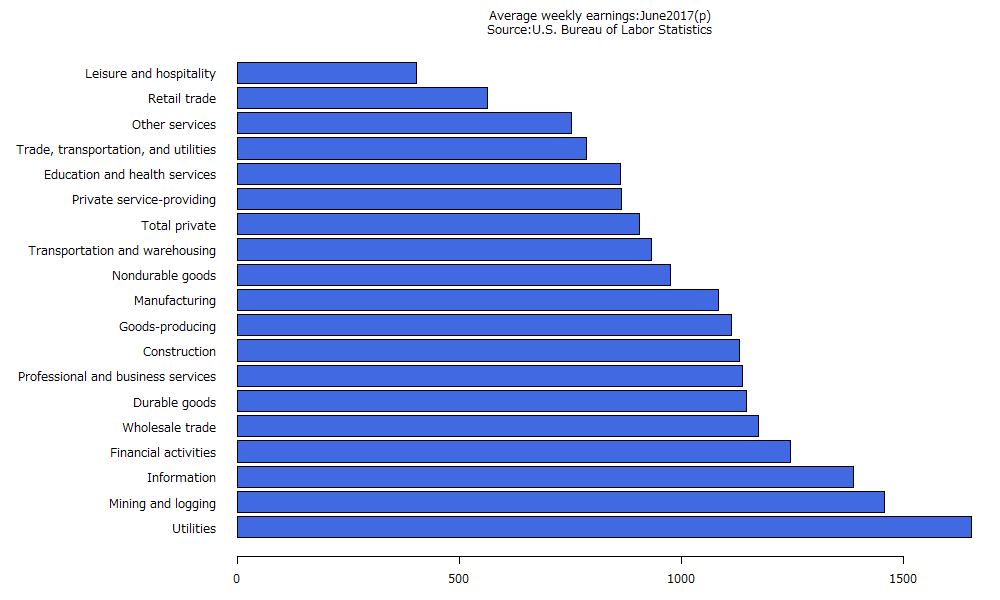 Average weekly earnings:June2017(p)
Source:U.S. Bureau of Labor Statistics
Leisure and hospitality
Retail trade
Other services
Trade, transportation, and utilities
Education and health services
Private service-providing
Total private
Transportation and warehousing
Nondurable goods
Manufacturing
Goods-producing
Construction
Professional and business services
Durable goods
Wholesale trade
Financial activities
Information
Mining and logging
Utilities
0 500 1000 1500